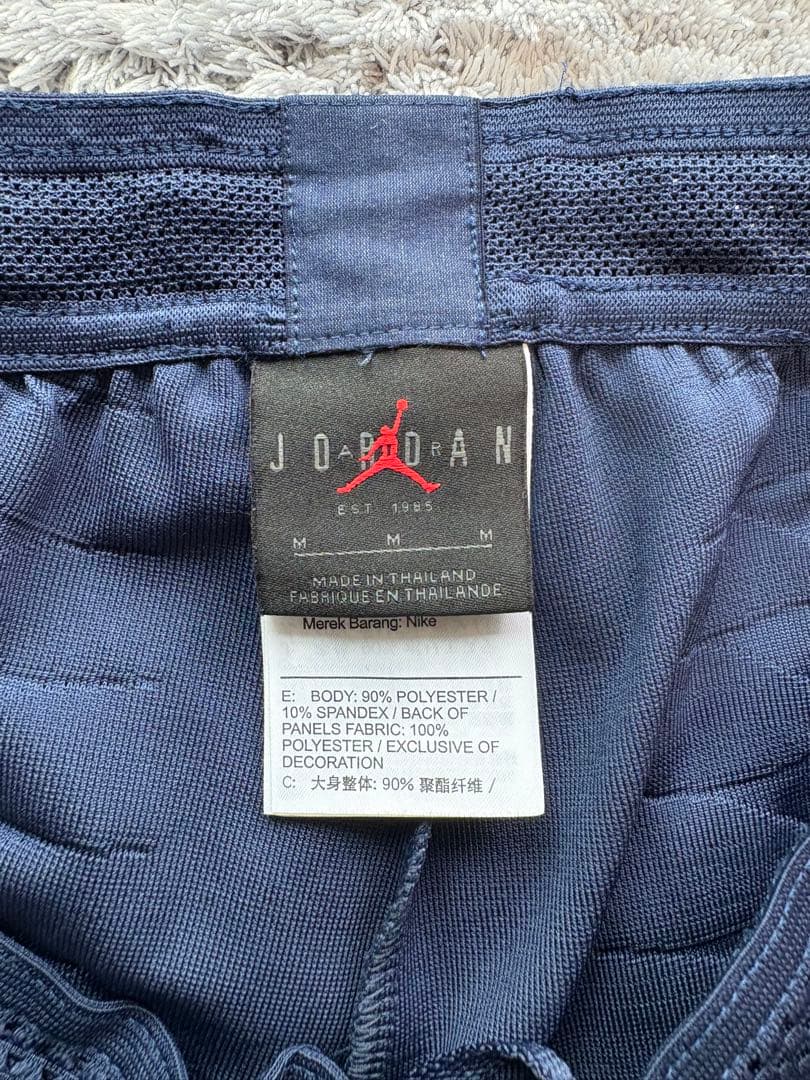 JORDAN
AIR
EST. 1985
M M M
MADE IN THAILAND
FABRIQUE EN THAILANDE
Merek Barang: Nike
E: BODY: 90% POLYESTER /
10% SPANDEX / BACK OF
PANELS FABRIC: 100%
POLYESTER / EXCLUSIVE OF
DECORATION
C: 大身整体: 90% 聚酯纤维 /